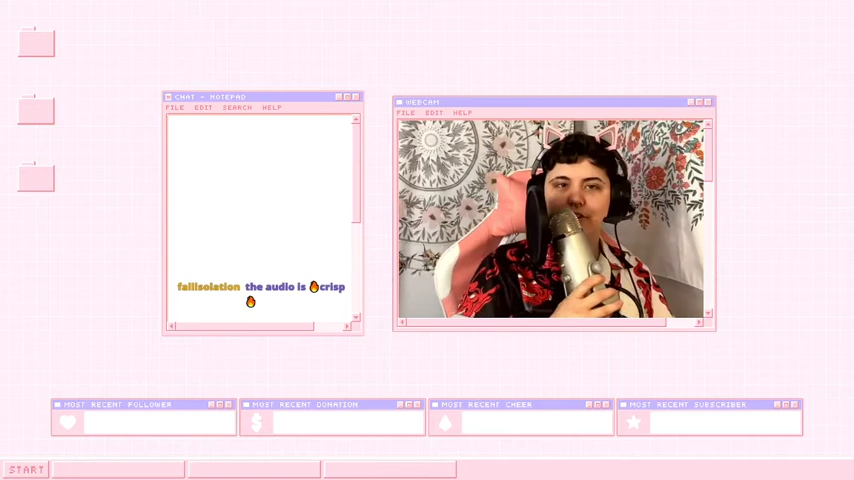 CHAT - NOTEPAD
FILE EDIT SEARCH HELP
fallisolation the audio is 🔥crisp
🔥
WEBCAM
FILE EDIT HELP
MOST RECENT FOLLOWER
MOST RECENT DONATION
MOST RECENT CHEER
MOST RECENT SUBSCRIBER
START